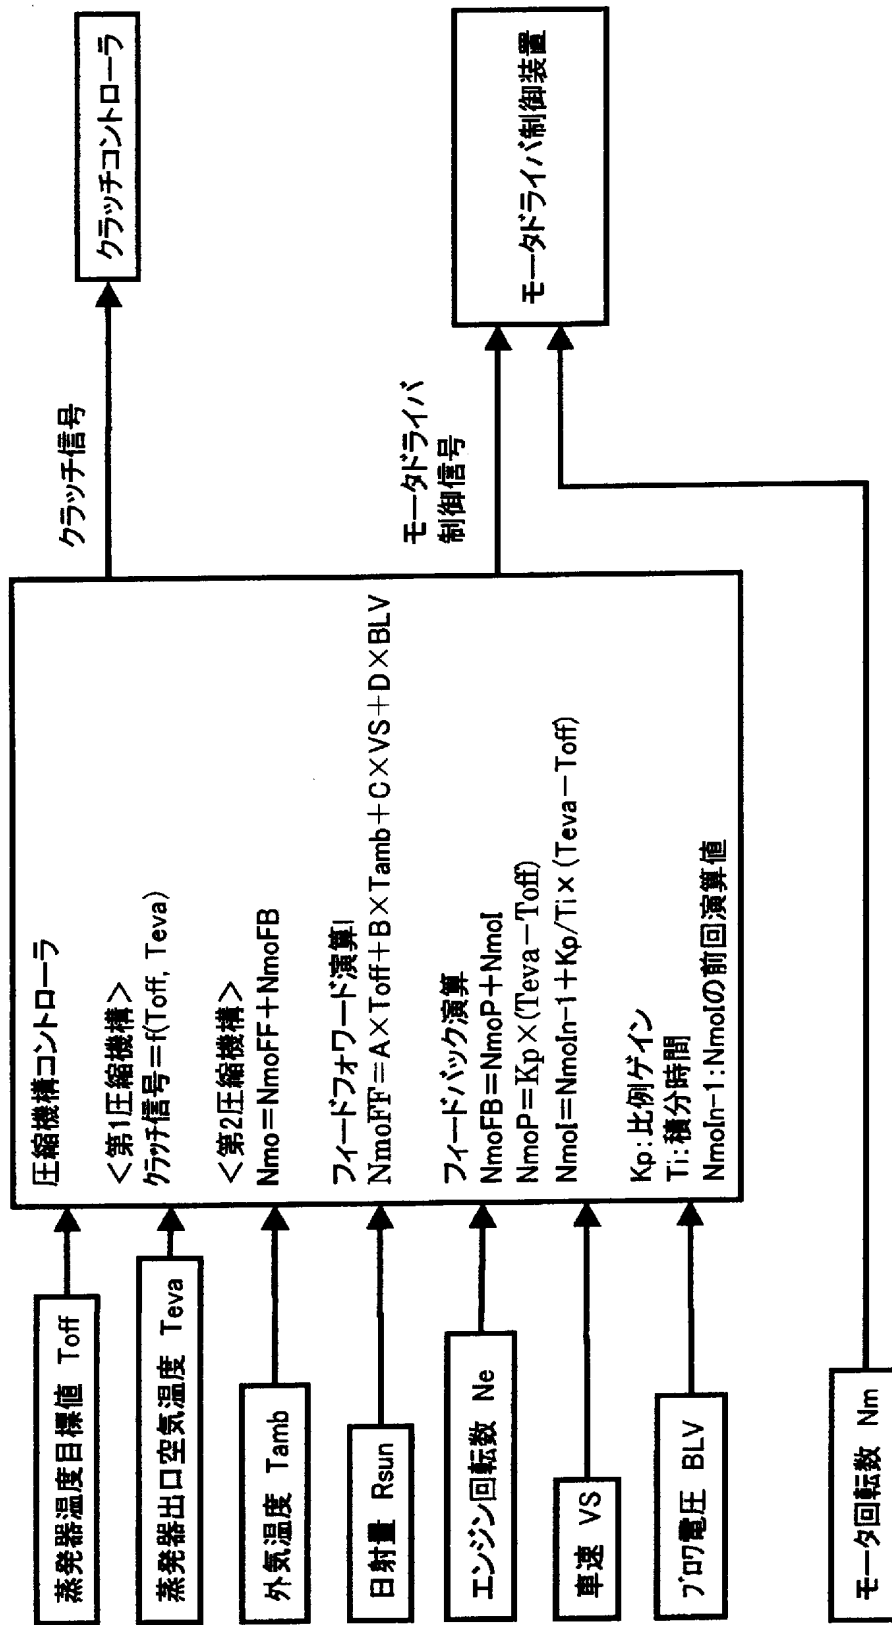 蒸発器温度目標値 Toff
蒸発器出口空気温度 Teva
外気温度 Tamb
日射量 Rsun
エンジン回転数 Ne
車速 VS
ブロワ電圧 BLV
モータ回転数 Nm
圧縮機構コントローラ
<第1圧縮機構>
クラッチ信号=f(Toff, Teva)
<第2圧縮機構>
Nmo=NmoFF+NmoFB
フィードフォワード演算|
NmoFF=A×Toff+B×Tamb+C×VS+D×BLV
フィードバック演算
NmoFB=NmoP+NmoI
NmoP=Kp×(Teva-Toff)
NmoI=NmoIn-1+Kp/Ti×(Teva-Toff)
Kp:比例ゲイン
Ti:積分時間
NmoIn-1:NmoIの前回演算値
クラッチ信号
モータドライバ
制御信号
クラッチコントローラ
モータドライバ制御装置